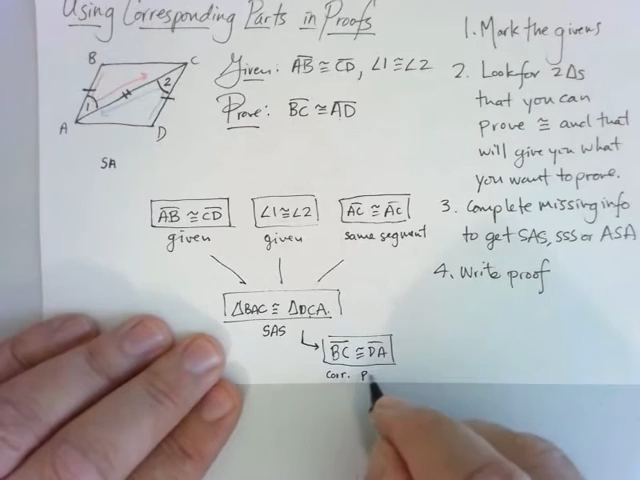 Using Corresponding Parts in Proofs
B
C
1
2
A
D
SA
Given: AB ≅ CD, ∠1 ≅ ∠2
Prove: BC ≅ AD
1. Mark the givens
2. Look for 2 Δs
that you can
prove ≅ and that
will give you what
you want to prove.
3. Complete missing info
to get SAS, SSS or ASA
4. Write proof
AB ≅ CD
given
∠1 ≅ ∠2
given
AC ≅ AC
same segment
ΔBAC ≅ ΔDCA.
SAS
BC ≅ DA
corr. P